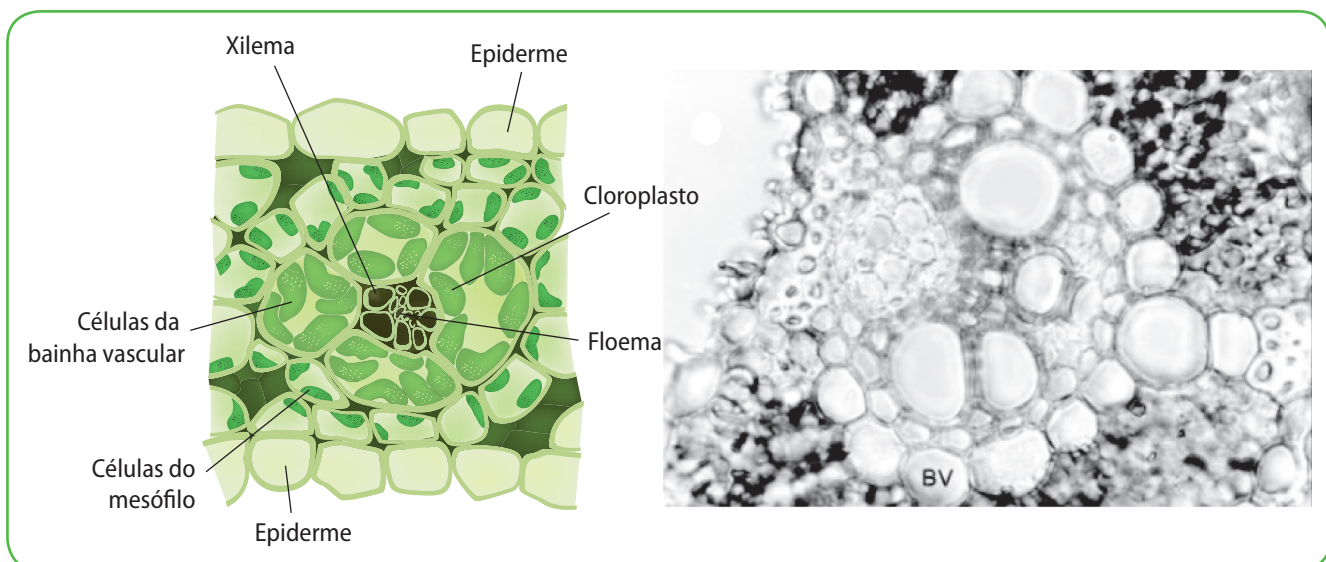 Xilema
Epiderme
Cloroplasto
Células da
bainha vascular
Floema
Células do
mesófilo
Epiderme
BV